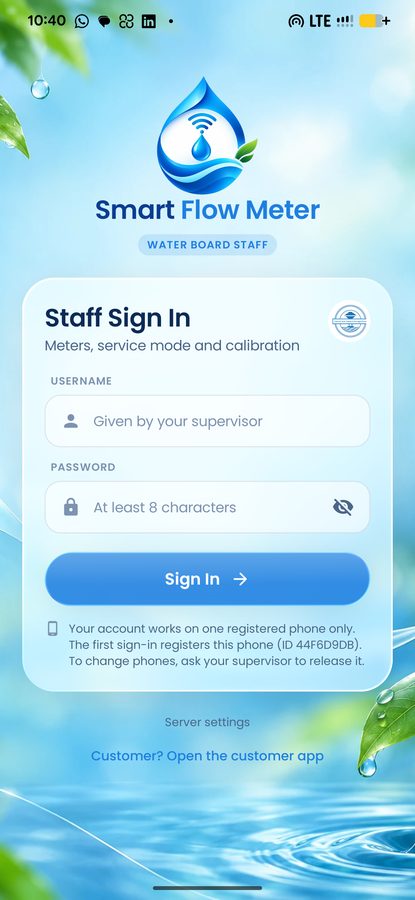 10:40
LTE
Smart Flow Meter
WATER BOARD STAFF
Staff Sign In
Meters, service mode and calibration
USERNAME
Given by your supervisor
PASSWORD
At least 8 characters
Sign In
Your account works on one registered phone only.
The first sign-in registers this phone (ID 44F6D9DB).
To change phones, ask your supervisor to release it.
Server settings
Customer? Open the customer app